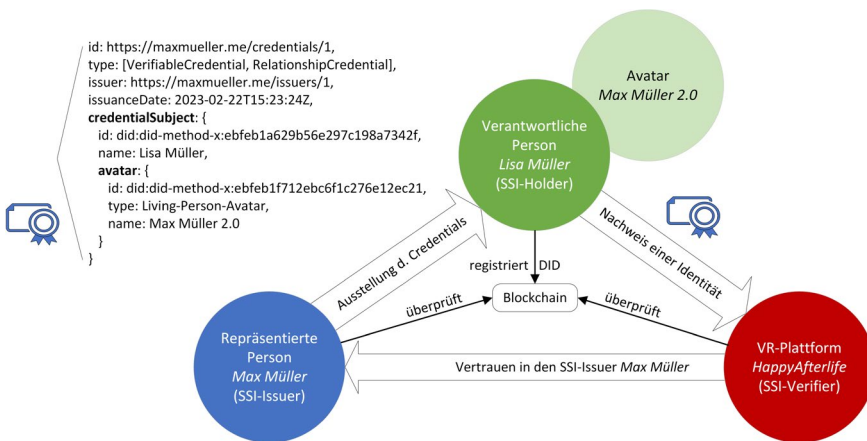 id: https://maxmueller.me/credentials/1,
type: [VerifiableCredential, RelationshipCredential],
issuer: https://maxmueller.me/issuers/1,
issuanceDate: 2023-02-22T15:23:24Z,
credentialSubject: {
id: did:did-method-x:ebfeb1a629b56e297c198a7342f,
name: Lisa Müller,
avatar: {
id: did:did-method-x:ebfeb1f712ebc6f1c276e12ec21,
type: Living-Person-Avatar,
name: Max Müller 2.0
}
}
Avatar
Max Müller 2.0
Verantwortliche
Person
Lisa Müller
(SSI-Holder)
Ausstellung d. Credentials
Nachweis einer Identität
registriert DID
Blockchain
überprüft
überprüft
Repräsentierte
Person
Max Müller
(SSI-Issuer)
Vertrauen in den SSI-Issuer Max Müller
VR-Plattform
HappyAfterlife
(SSI-Verifier)